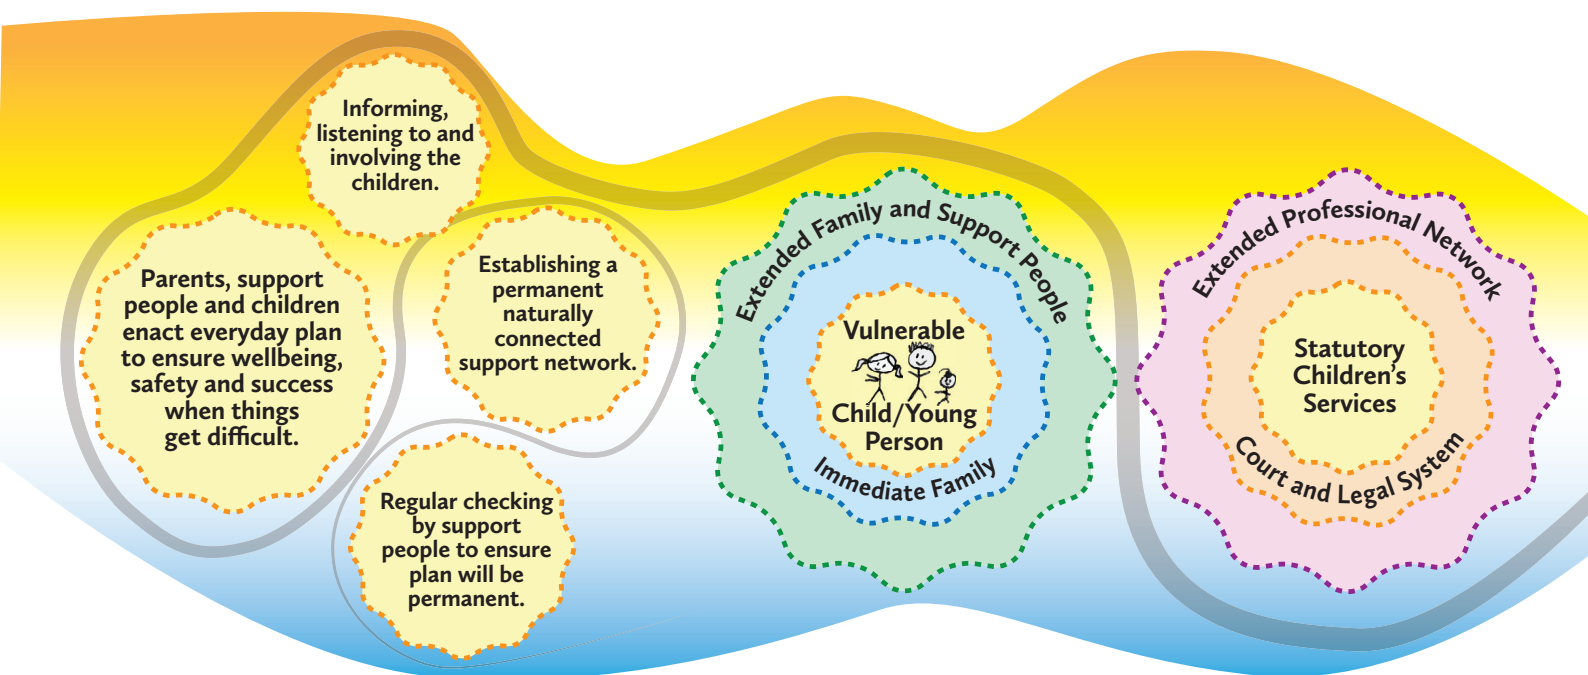 Informing,
listening to and
involving the
children.
Parents, support
people and children
enact everyday plan
to ensure wellbeing,
safety and success
when things
get difficult.
Establishing a
permanent
naturally
connected
support network.
Regular checking
by support
people to ensure
plan will be
permanent.
Extended Family and Support People
Vulnerable
Child/Young
Person
Immediate Family
Extended Professional Network
Statutory
Children's
Services
Court and Legal System